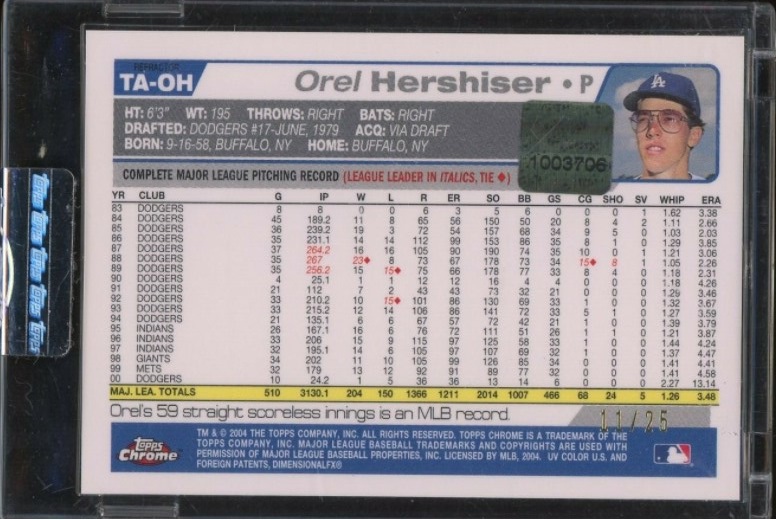 REFRACTOR
TA-OH
Orel Hershiser • P
HT: 6'3" WT: 195 THROWS: RIGHT BATS: RIGHT
DRAFTED: DODGERS #17-JUNE, 1979 ACQ: VIA DRAFT
BORN: 9-16-58, BUFFALO, NY HOME: BUFFALO, NY
1003706
LA
COMPLETE MAJOR LEAGUE PITCHING RECORD (LEAGUE LEADER IN ITALICS, TIE ♦)
YR CLUB G IP W L R ER SO BB GS CG SHO SV WHIP ERA
83 DODGERS 8 8 0 0 6 3 5 6 0 0 0 1 1.62 3.38
84 DODGERS 45 189.2 11 8 65 56 150 50 20 8 4 2 1.11 2.66
85 DODGERS 36 239.2 19 3 72 54 157 68 34 9 5 0 1.03 2.03
86 DODGERS 35 231.1 14 14 112 99 153 86 35 8 1 0 1.29 3.85
87 DODGERS 37 264.2 16 16 105 90 190 74 35 10 0 1 1.21 3.06
88 DODGERS 35 267 23♦ 8 73 67 178 73 34 15♦ 8 1 1.05 2.26
89 DODGERS 35 256.2 15 15♦ 75 66 178 77 33 8 4 0 1.18 2.31
90 DODGERS 4 25.1 1 1 12 12 16 4 4 0 0 0 1.18 4.26
91 DODGERS 21 112 7 2 43 43 73 32 21 0 0 0 1.29 3.46
92 DODGERS 33 210.2 10 15♦ 101 86 130 69 33 1 0 0 1.32 3.67
93 DODGERS 33 215.2 12 14 106 86 141 72 33 5 1 0 1.27 3.59
94 DODGERS 21 135.1 6 6 67 57 72 42 21 1 0 0 1.39 3.79
95 INDIANS 26 167.1 16 6 76 72 111 51 26 1 1 0 1.21 3.87
96 INDIANS 33 206 15 9 115 97 125 58 33 1 0 0 1.44 4.24
97 INDIANS 32 195.1 14 6 105 97 107 69 32 1 0 0 1.37 4.47
98 GIANTS 34 202 11 10 105 99 126 85 34 0 0 0 1.41 4.41
99 METS 32 179 13 12 92 91 89 77 32 0 0 0 1.41 4.58
00 DODGERS 10 24.2 1 5 36 36 13 14 6 0 0 0 2.27 13.14
MAJ. LEA. TOTALS 510 3130.1 204 150 1366 1211 2014 1007 466 68 24 5 1.26 3.48
Orel's 59 straight scoreless innings is an MLB record.
11/25
Topps
Chrome
TM & © 2004 THE TOPPS COMPANY, INC. ALL RIGHTS RESERVED. TOPPS CHROME IS A TRADEMARK OF THE
TOPPS COMPANY, INC. MAJOR LEAGUE BASEBALL TRADEMARKS AND COPYRIGHTS ARE USED WITH
PERMISSION OF MAJOR LEAGUE BASEBALL PROPERTIES, INC. LICENSED BY MLB, 2004. UV COLOR U.S. AND
FOREIGN PATENTS, DIMENSIONALFX®
Topps Topps Topps Topps